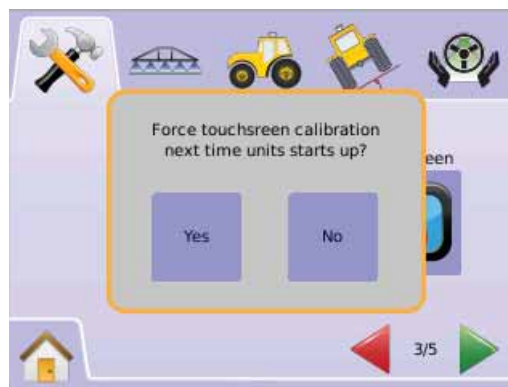 Force touchsreen calibration
next time units starts up?
een
Yes
No
3/5